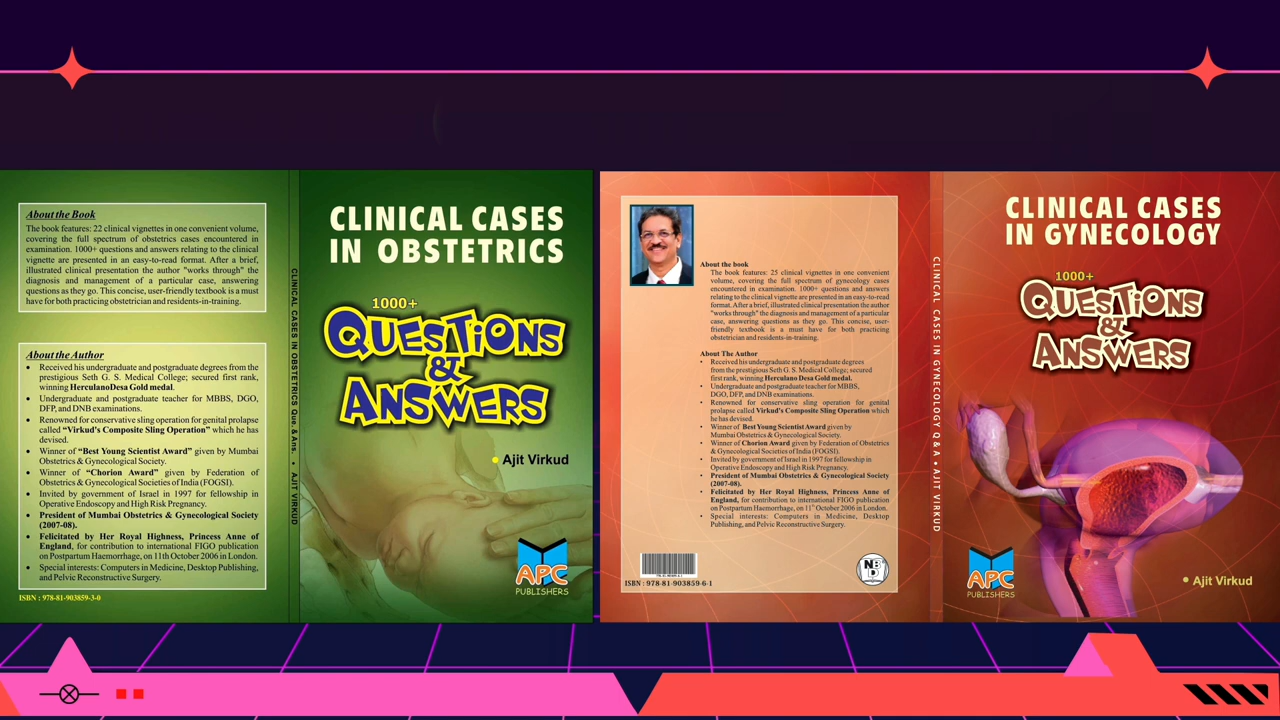 About the Book
The book features: 22 clinical vignettes in one convenient volume,
covering the full spectrum of obstetrics cases encountered in
examination. 1000+ questions and answers relating to the clinical
vignette are presented in an easy-to-read format. After a brief,
illustrated clinical presentation the author "works through" the
diagnosis and management of a particular case, answering
questions as they go. This concise, user-friendly textbook is a must
have for both practicing obstetrician and residents-in-training.
About the Author
• Received his undergraduate and postgraduate degrees from the
prestigious Seth G. S. Medical College; secured first rank,
winning HerculanoDesa Gold medal.
• Undergraduate and postgraduate teacher for MBBS, DGO,
DFP, and DNB examinations.
• Renowned for conservative sling operation for genital prolapse
called “Virkud’s Composite Sling Operation” which he has
devised.
• Winner of “Best Young Scientist Award” given by Mumbai
Obstetrics & Gynecological Society.
• Winner of “Chorion Award” given by Federation of
Obstetrics & Gynecological Societies of India (FOGSI).
• Invited by government of Israel in 1997 for fellowship in
Operative Endoscopy and High Risk Pregnancy.
• President of Mumbai Obstetrics & Gynecological Society
(2007-08).
• Felicitated by Her Royal Highness, Princess Anne of
England, for contribution to international FIGO publication
on Postpartum Haemorrhage, on 11th October 2006 in London.
• Special interests: Computers in Medicine, Desktop Publishing,
and Pelvic Reconstructive Surgery.
ISBN : 978-81-903859-3-0
CLINICAL CASES IN OBSTETRICS Que. & Ans. • AJIT VIRKUD
CLINICAL CASES
IN OBSTETRICS
1000+
QUESTiONS
&
ANSWERS
• Ajit Virkud
APC
PUBLISHERS
About the book
The book features: 25 clinical vignettes in one convenient
volume, covering the full spectrum of gynecology cases
encountered in examination. 1000+ questions and answers
relating to the clinical vignette are presented in an easy-to-read
format. After a brief, illustrated clinical presentation the author
"works through" the diagnosis and management of a particular
case, answering questions as they go. This concise, user-
friendly textbook is a must have for both practicing
obstetrician and residents-in-training.
About The Author
• Received his undergraduate and postgraduate degrees
from the prestigious Seth G. S. Medical College; secured
first rank, winning Herculano Desa Gold medal.
• Undergraduate and postgraduate teacher for MBBS,
DGO, DFP, and DNB examinations.
• Renowned for conservative sling operation for genital
prolapse called Virkud's Composite Sling Operation which
he has devised.
• Winner of Best Young Scientist Award given by
Mumbai Obstetrics & Gynecological Society.
• Winner of Chorion Award given by Federation of Obstetrics
& Gynecological Societies of India (FOGSI).
• Invited by government of Israel in 1997 for fellowship in
Operative Endoscopy and High Risk Pregnancy.
• President of Mumbai Obstetrics & Gynecological Society
(2007-08).
• Felicitated by Her Royal Highness, Princess Anne of
England, for contribution to international FIGO publication
on Postpartum Haemorrhage, on 11th October 2006 in London.
• Special interests: Computers in Medicine, Desktop
Publishing, and Pelvic Reconstructive Surgery.
ISBN : 978-81-903859-6-1
NBD
CLINICAL CASES IN GYNECOLOGY Q & A • AJIT VIRKUD
CLINICAL CASES
IN GYNECOLOGY
1000+
QUESTiONS
&
ANSWERS
APC
PUBLISHERS
• Ajit Virkud